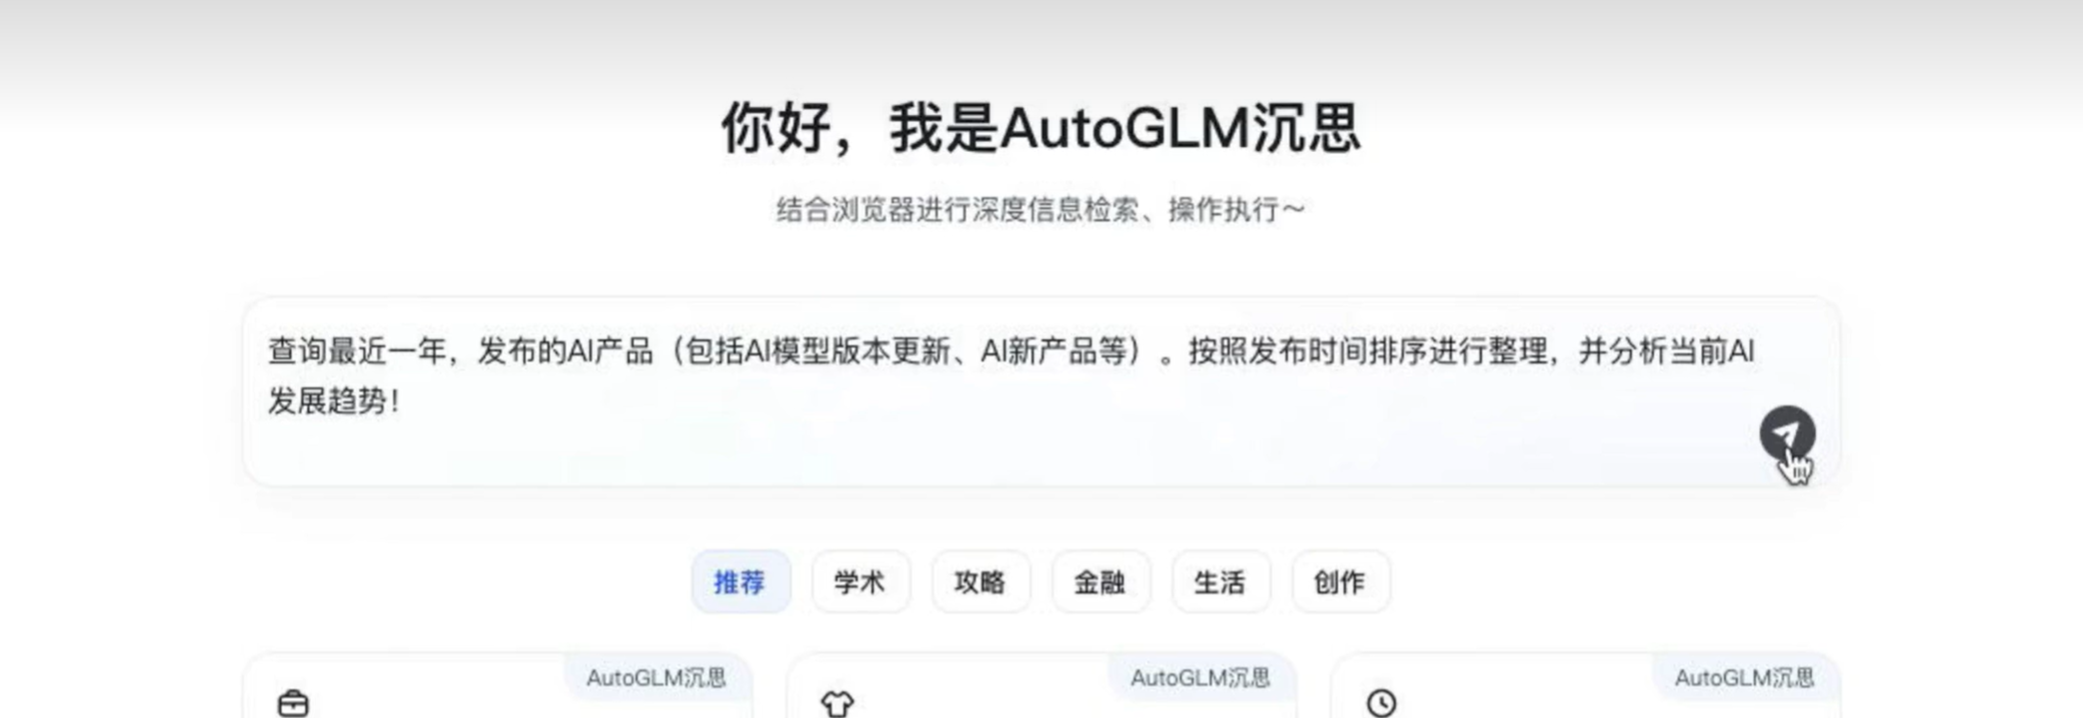 你好，我是AutoGLM沉思
结合浏览器进行深度信息检索、操作执行～
查询最近一年，发布的AI产品（包括AI模型版本更新、AI新产品等）。按照发布时间排序进行整理，并分析当前AI
发展趋势！
推荐 学术 攻略 金融 生活 创作
AutoGLM沉思 AutoGLM沉思 AutoGLM沉思